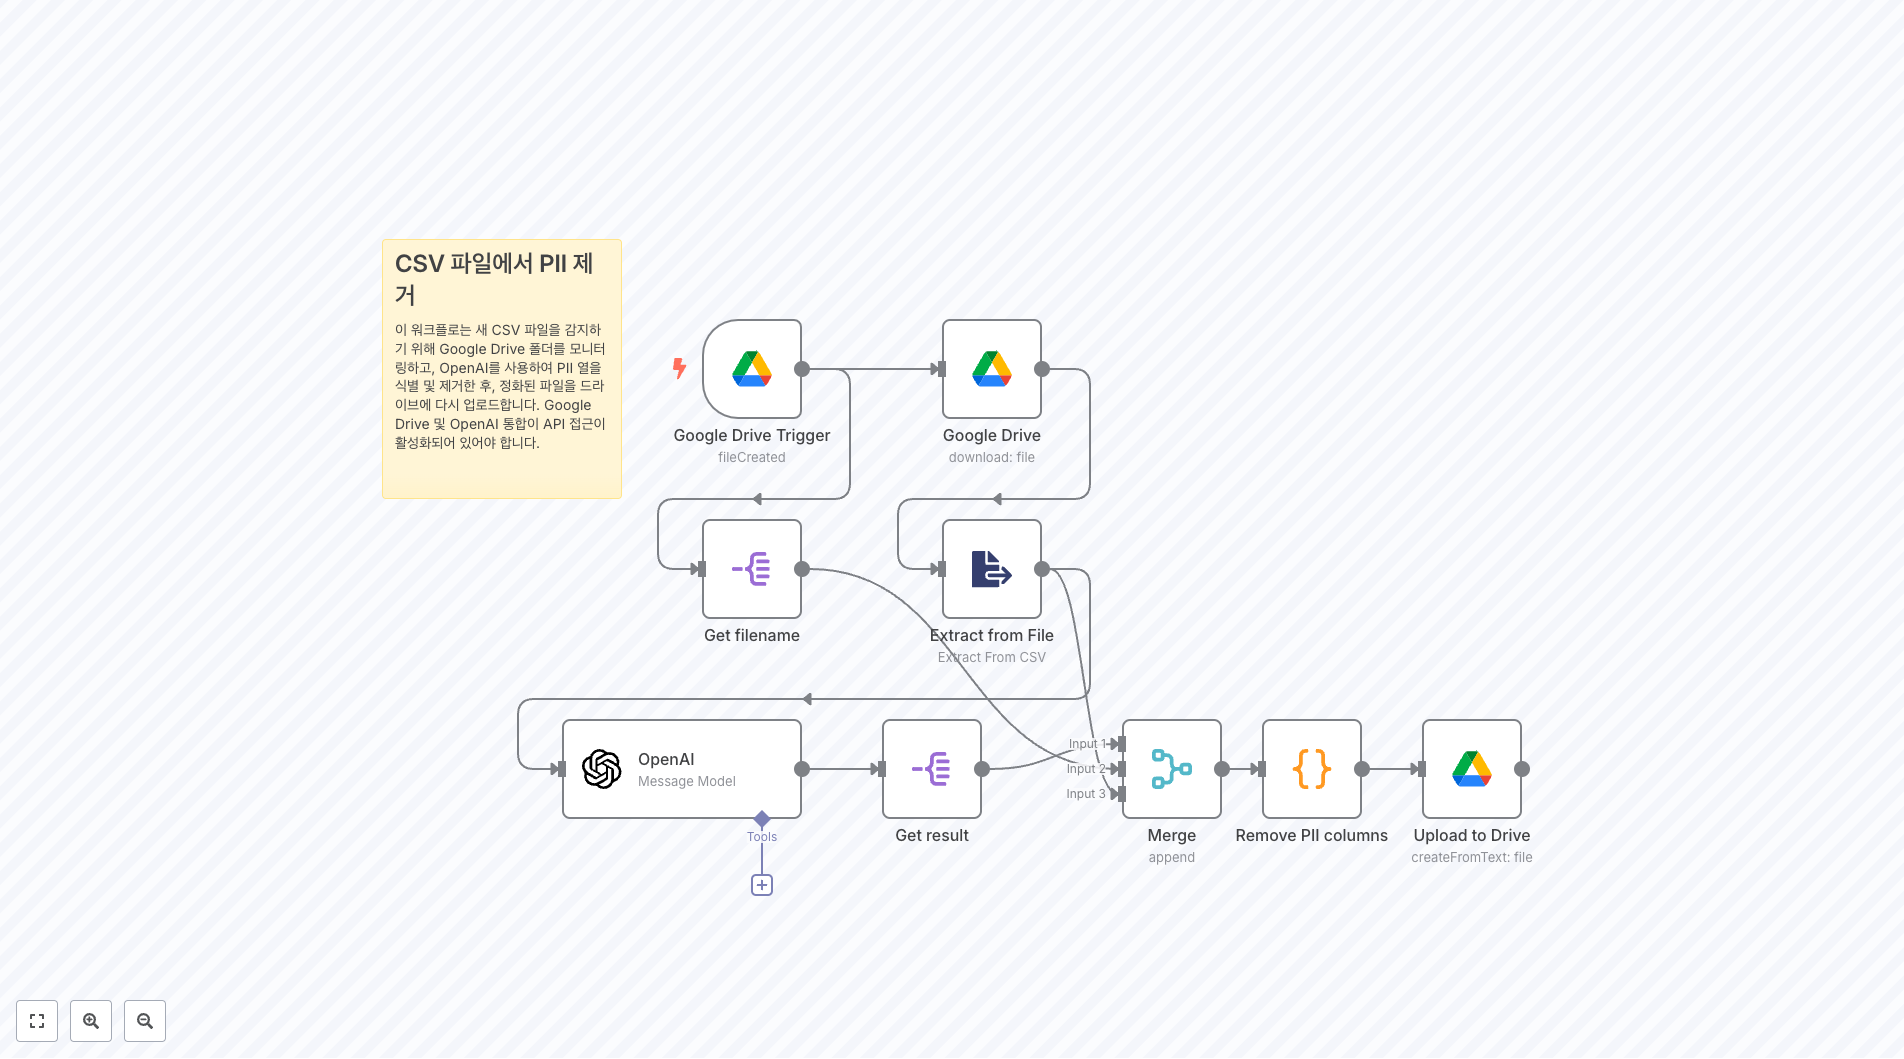 CSV 파일에서 PII 제
거
이 워크플로는 새 CSV 파일을 감지하
기 위해 Google Drive 폴더를 모니터
링하고, OpenAI를 사용하여 PII 열을
식별 및 제거한 후, 정화된 파일을 드라
이브에 다시 업로드합니다. Google
Drive 및 OpenAI 통합이 API 접근이
활성화되어 있어야 합니다.
Google Drive Trigger
fileCreated
Google Drive
download: file
Get filename
Extract from File
Extract From CSV
OpenAI
Message Model
Tools
Get result
Input 1
Input 2
Input 3
Merge
append
Remove PII columns
Upload to Drive
createFromText: file